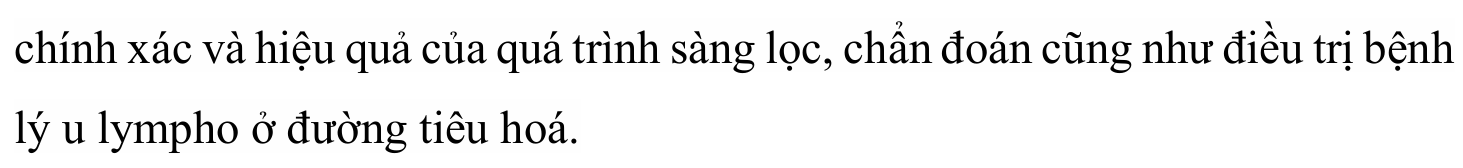 chính xác và hiệu quả của quá trình sàng lọc, chẩn đoán cũng như điều trị bệnh
lý u lympho ở đường tiêu hoá.